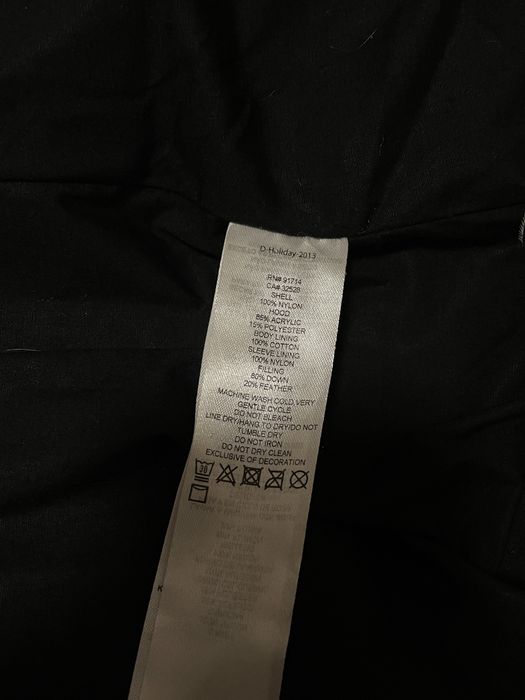 D-Holiday-2013
RN# 91714
CA# 32528
SHELL
100% NYLON
HOOD
85% ACRYLIC
15% POLYESTER
BODY LINING
100% COTTON
SLEEVE LINING
100% NYLON
FILLING
80% DOWN
20% FEATHER
MACHINE WASH COLD,VERY
GENTLE CYCLE
DO NOT BLEACH
LINE DRY/HANG TO DRY/DO NOT
TUMBLE DRY
DO NOT IRON
DO NOT DRY CLEAN
EXCLUSIVE OF DECORATION
30
K